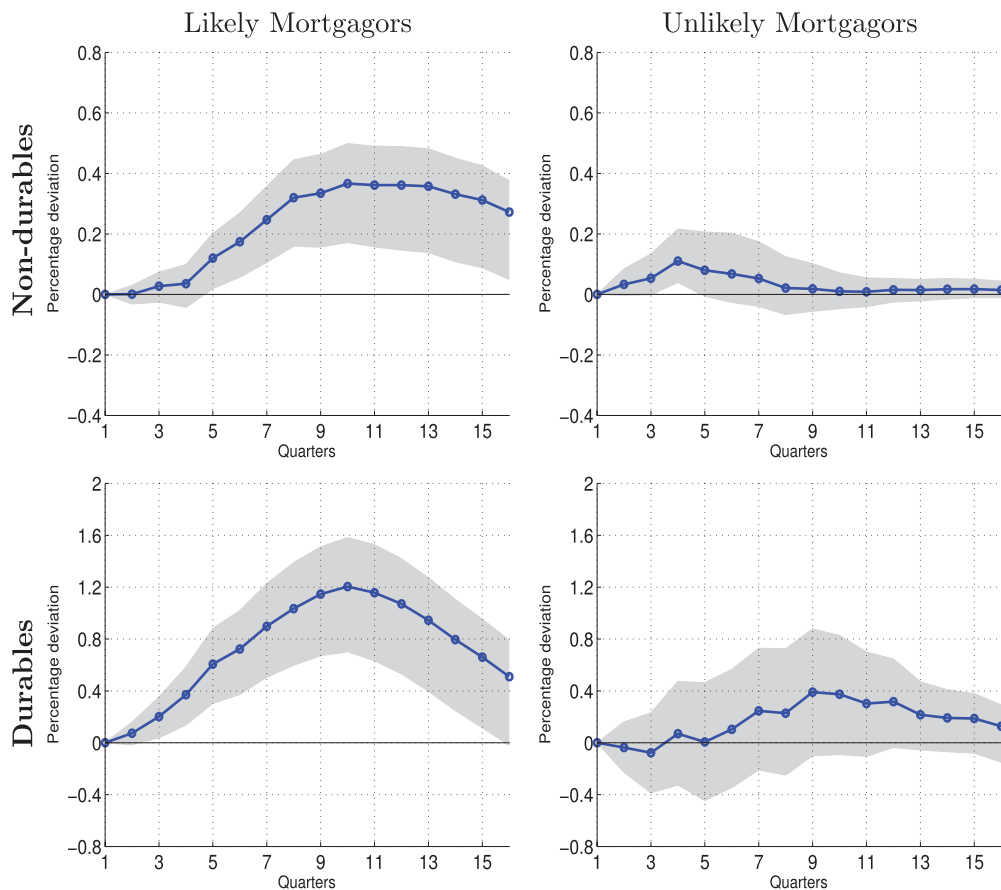 Likely Mortgagors
Unlikely Mortgagors
Non-durables
Percentage deviation
0.8
0.6
0.4
0.2
0
−0.2
−0.4
1 3 5 7 9 11 13 15
Quarters
Percentage deviation
0.8
0.6
0.4
0.2
0
−0.2
−0.4
1 3 5 7 9 11 13 15
Quarters
Durables
Percentage deviation
2
1.6
1.2
0.8
0.4
0
−0.4
−0.8
1 3 5 7 9 11 13 15
Quarters
Percentage deviation
2
1.6
1.2
0.8
0.4
0
−0.4
−0.8
1 3 5 7 9 11 13 15
Quarters